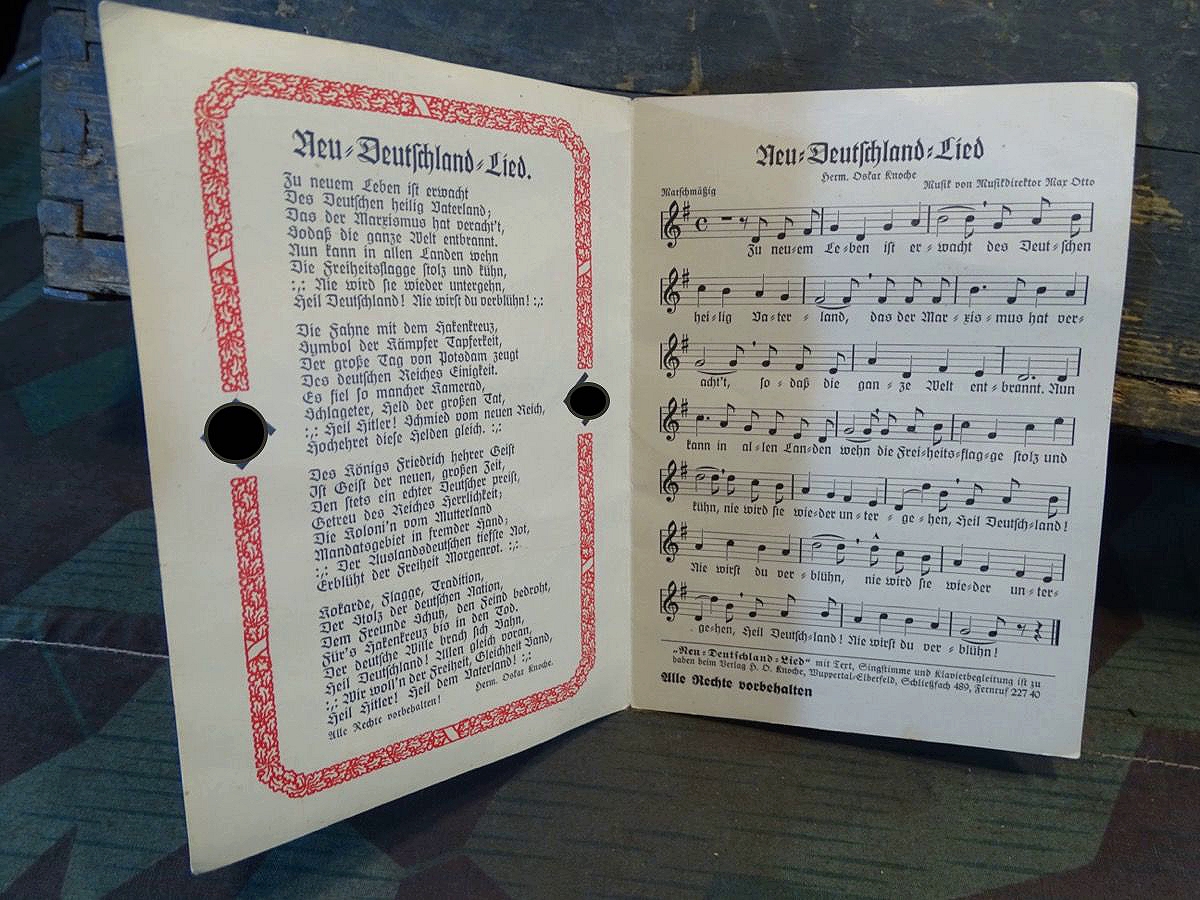 Neu-Deutschland-Lied.
Zu neuem Leben ist erwacht
Des Deutschen heilig Vaterland;
Das der Marxismus hat veracht't,
Sodaß die ganze Welt entbrannt.
Nun kann in allen Landen wehn
Die Freiheitsflagge stolz und kühn,
:,: Nie wird sie wieder untergehn,
Heil Deutschland! Nie wirst du verblühn! :,:
Die Fahne mit dem Hakenkreuz,
Symbol der Kämpfer Tapferkeit,
Der große Tag von Potsdam zeugt
Des deutschen Reiches Einigkeit.
Es fiel so mancher Kamerad,
Schlageter, Held der großen Tat,
:,: Heil Hitler! Schmied vom neuen Reich,
Hochehret diese Helden gleich. :,:
Des Königs Friedrich hehrer Geist
Ist Geist der neuen, großen Zeit,
Den stets ein echter Deutscher preist,
Getreu des Reiches Herrlichkeit;
Die Koloni'n vom Mutterland
Mandatsgebiet in fremder Hand;
:,: Der Auslandsdeutschen tiefste Not,
Erblüht der Freiheit Morgenrot. :,:
Kokarde, Flagge, Tradition,
Der Stolz der deutschen Nation,
Dem Freunde Schutz, den Feind bedroht,
Für's Hakenkreuz bis in den Tod.
Der deutsche Wille brach sich Bahn,
Heil Deutschland! Allen gleich voran,
:,: Wir woll'n der Freiheit, Gleichheit Band,
Heil Hitler! Heil dem Vaterland! :,:
Herm. Oskar Knoche.
Alle Rechte vorbehalten!
Neu-Deutschland-Lied
Herm. Oskar Knoche
Marschmäßig
Musik von Musikdirektor Max Otto
Zu neu-em Le-ben ist er-wacht des Deut-schen
hei-lig Va-ter-land, das der Mar-xis-mus hat ver-
acht't, so-daß die gan-ze Welt ent-brannt. Nun
kann in al-len Lan-den wehn die Frei-heits-flag-ge stolz und
kühn, nie wird sie wie-der un-ter-ge-hen, Heil Deutsch-land!
Nie wirst du ver-blühn, nie wird sie wie-der un-ter-
ge-hen, Heil Deutsch-land! Nie wirst du ver-blühn!
„Neu-Deutschland-Lied“ mit Text, Singstimme und Klavierbegleitung ist zu
haben beim Verlag H. O. Knoche, Wuppertal-Elberfeld, Schließfach 489, Fernruf 227 40
Alle Rechte vorbehalten